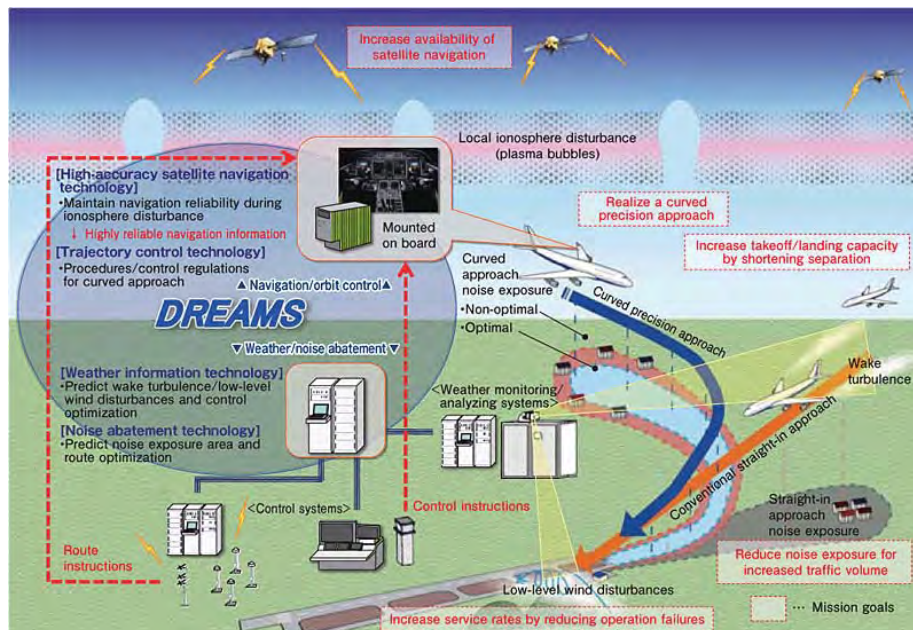 Increase availability of
satellite navigation
Local ionosphere disturbance
(plasma bubbles)
[High-accuracy satellite navigation
technology]
•Maintain navigation reliability during
ionosphere disturbance
↓ Highly reliable navigation information
[Trajectory control technology]
•Procedures/control regulations
for curved approach
▲Navigation/orbit control▲
DREAMS
▼Weather/noise abatement▼
[Weather information technology]
•Predict wake turbulence/low-level
wind disturbances and control
optimization
[Noise abatement technology]
•Predict noise exposure area and
route optimization
Mounted
on board
Realize a curved
precision approach
Increase takeoff/landing capacity
by shortening separation
Curved
approach
noise exposure
•Non-optimal
•Optimal
Curved precision approach
Wake
turbulence
<Weather monitoring/
analyzing systems>
Conventional straight-in approach
<Control systems>
Control instructions
Route
instructions
Straight-in
approach
noise exposure
Reduce noise exposure for
increased traffic volume
Low-level wind disturbances
Increase service rates by reducing operation failures
··· Mission goals